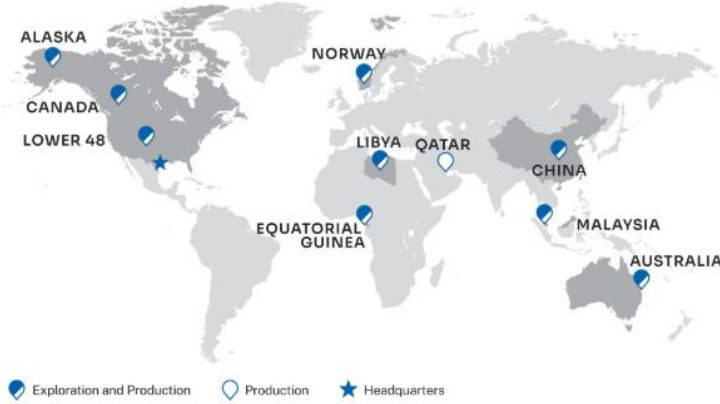 ALASKA
NORWAY
CANADA
LOWER 48
LIBYA
QATAR
CHINA
EQUATORIAL
GUINEA
MALAYSIA
AUSTRALIA
Exploration and Production
Production
Headquarters